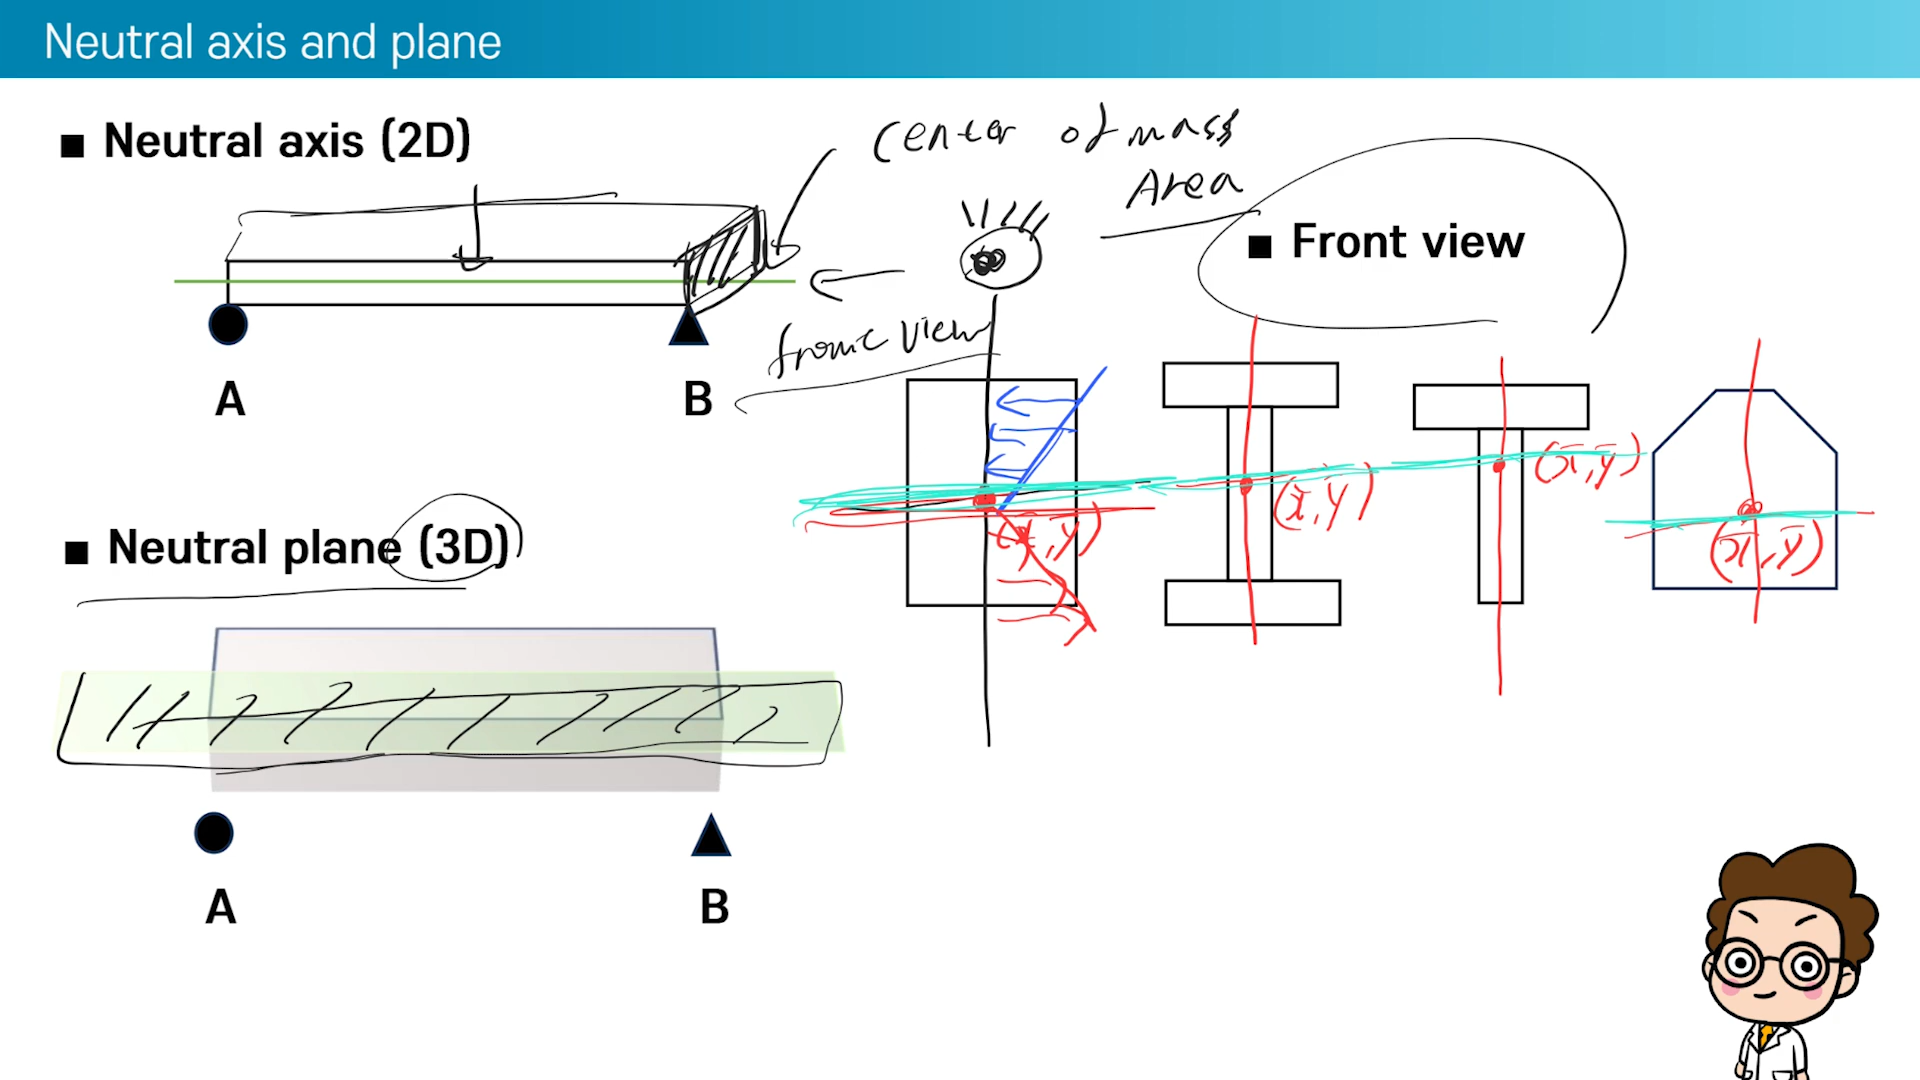 Neutral axis and plane
■ Neutral axis (2D)
center of mass
Area
■ Front view
front view
A
B
(x̄, ȳ)
(x̄, ȳ)
(x̄, ȳ)
(x̄, ȳ)
■ Neutral plane (3D)
A
B